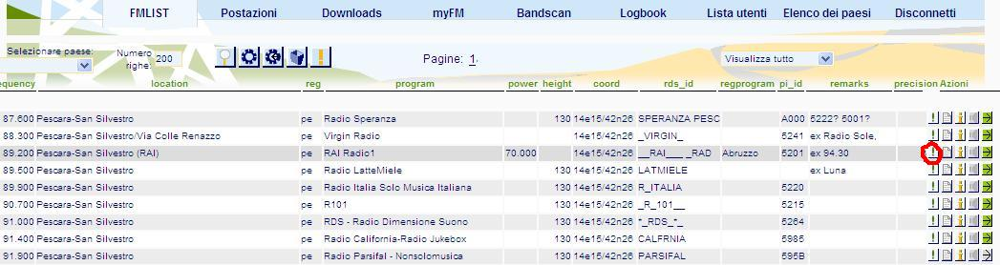 FMLIST Postazioni Downloads myFM Bandscan Logbook Lista utenti Elenco dei paesi Disconnetti
Selezionare paese: Numero righe: 200 Pagine: 1. Visualizza tutto
equency location reg program power height coord rds_id regprogram pi_id remarks precision Azioni
87.600 Pescara-San Silvestro pe Radio Speranza 130 14e15/42n26 SPERANZA PESC A000 5222? 5001?
88.300 Pescara-San Silvestro/Via Colle Renazzo pe Virgin Radio 14e15/42n26 _VIRGIN_ 5241 ex Radio Sole,
89.200 Pescara-San Silvestro (RAI) pe RAI Radio1 70.000 14e15/42n26 __RAI___ _RAD Abruzzo 5201 ex 94.30
89.500 Pescara-San Silvestro pe Radio LatteMiele 130 14e15/42n26 LATMIELE ex Luna
89.900 Pescara-San Silvestro pe Radio Italia Solo Musica Italiana 130 14e15/42n26 R_ITALIA 5220
90.700 Pescara-San Silvestro pe R101 130 14e15/42n26 _R_101__ 5215
91.000 Pescara-San Silvestro pe RDS - Radio Dimensione Suono 130 14e15/42n26 *_RDS_*_ 5264
91.400 Pescara-San Silvestro pe Radio California-Radio Jukebox 130 14e15/42n26 CALFRNIA 5985
91.900 Pescara-San Silvestro pe Radio Parsifal - Nonsolomusica 130 14e15/42n26 PARSIFAL 595B